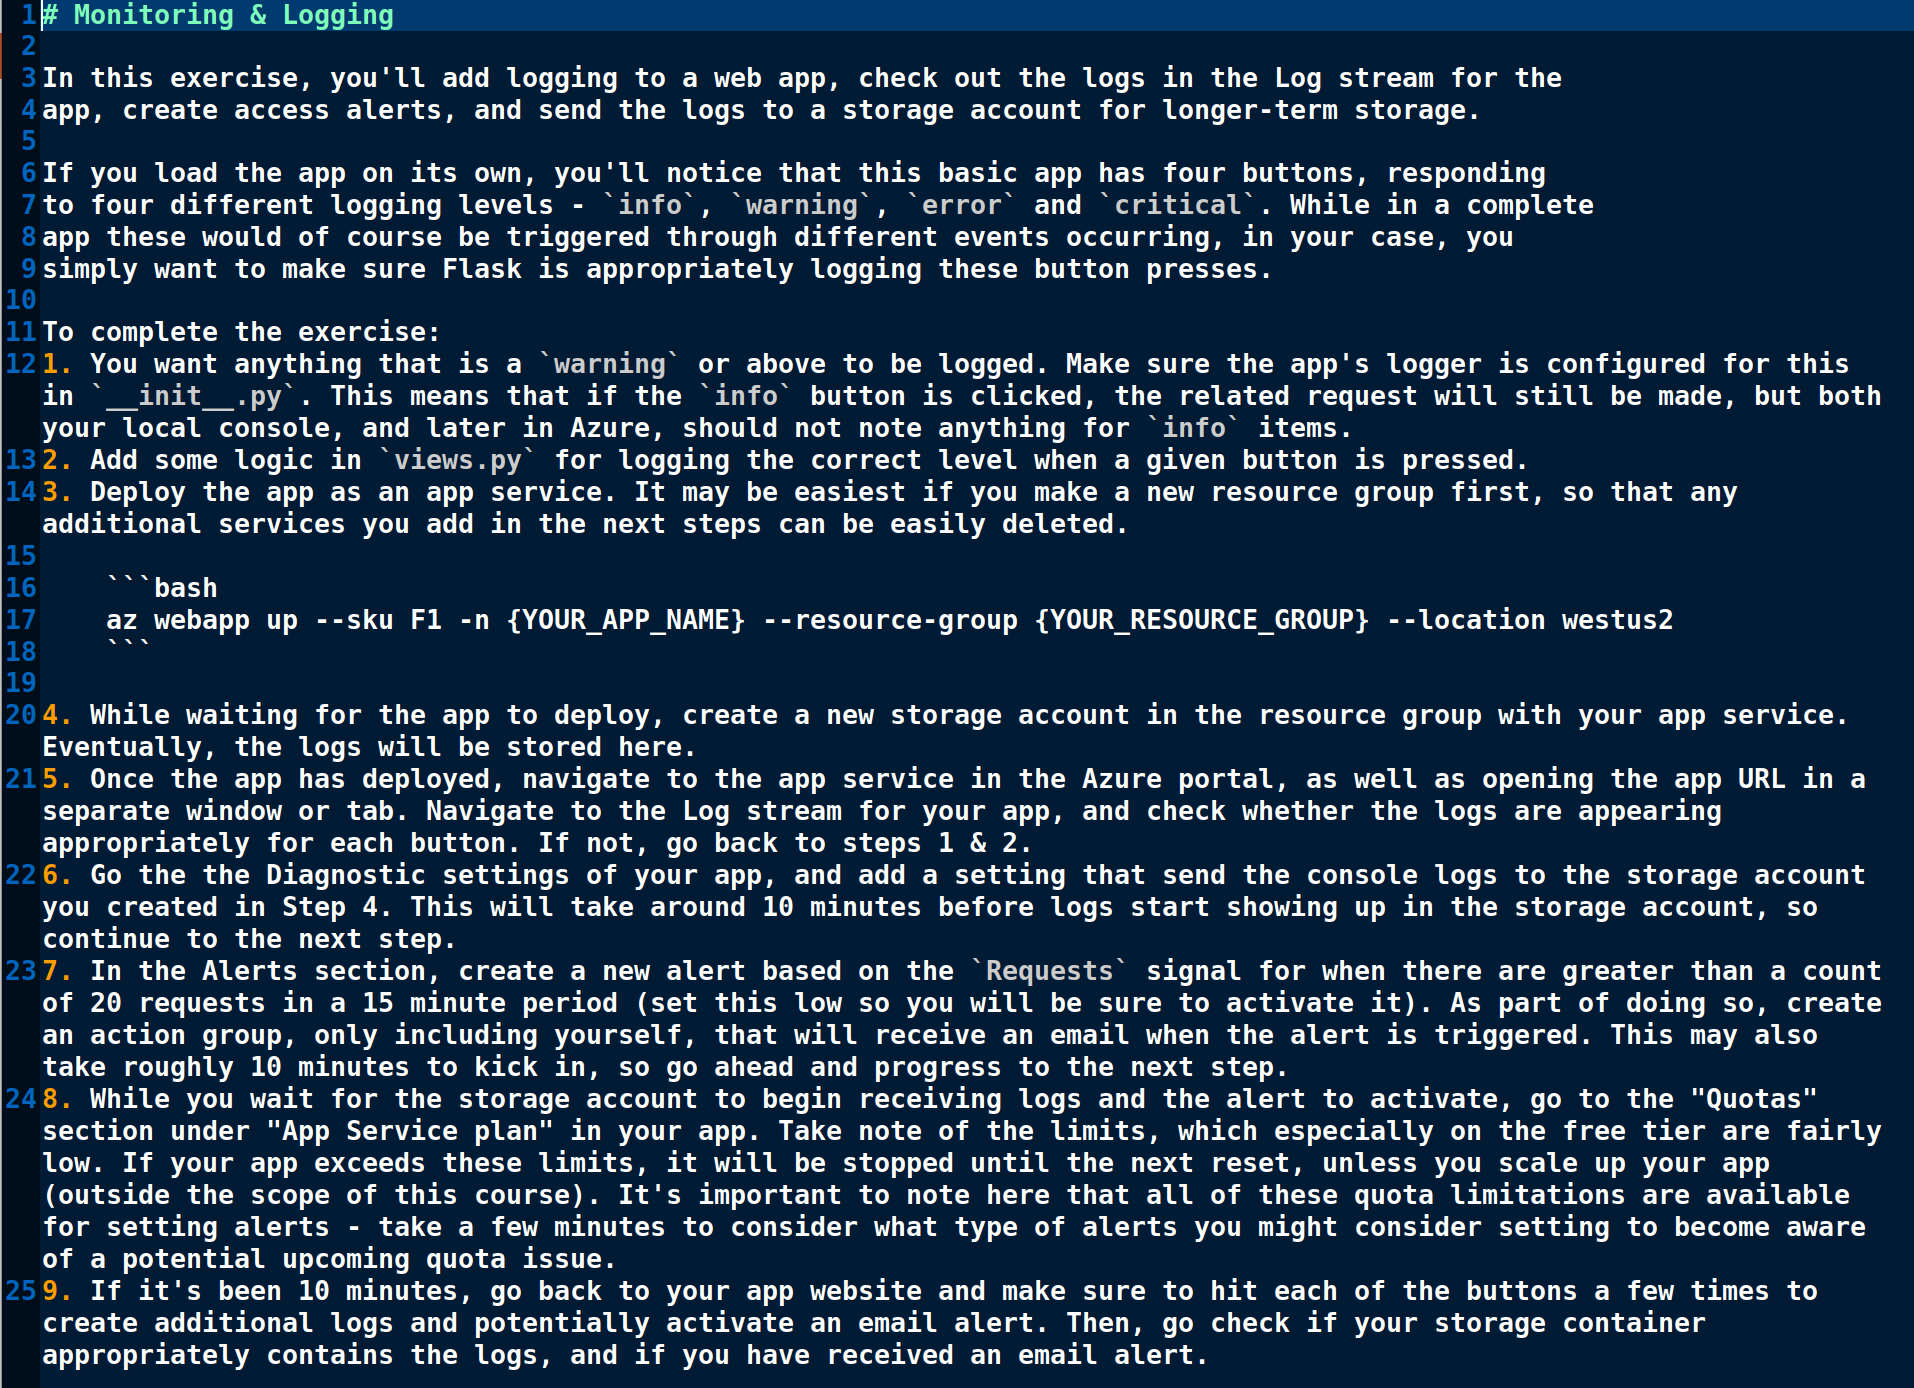 1 # Monitoring & Logging
2
3 In this exercise, you'll add logging to a web app, check out the logs in the Log stream for the
4 app, create access alerts, and send the logs to a storage account for longer-term storage.
5
6 If you load the app on its own, you'll notice that this basic app has four buttons, responding
7 to four different logging levels - `info`, `warning`, `error` and `critical`. While in a complete
8 app these would of course be triggered through different events occurring, in your case, you
9 simply want to make sure Flask is appropriately logging these button presses.
10
11 To complete the exercise:
12 1. You want anything that is a `warning` or above to be logged. Make sure the app's logger is configured for this
in `__init__.py`. This means that if the `info` button is clicked, the related request will still be made, but both
your local console, and later in Azure, should not note anything for `info` items.
13 2. Add some logic in `views.py` for logging the correct level when a given button is pressed.
14 3. Deploy the app as an app service. It may be easiest if you make a new resource group first, so that any
additional services you add in the next steps can be easily deleted.
15
16     ```bash
17     az webapp up --sku F1 -n {YOUR_APP_NAME} --resource-group {YOUR_RESOURCE_GROUP} --location westus2
18     ```
19
20 4. While waiting for the app to deploy, create a new storage account in the resource group with your app service.
Eventually, the logs will be stored here.
21 5. Once the app has deployed, navigate to the app service in the Azure portal, as well as opening the app URL in a
separate window or tab. Navigate to the Log stream for your app, and check whether the logs are appearing
appropriately for each button. If not, go back to steps 1 & 2.
22 6. Go the the Diagnostic settings of your app, and add a setting that send the console logs to the storage account
you created in Step 4. This will take around 10 minutes before logs start showing up in the storage account, so
continue to the next step.
23 7. In the Alerts section, create a new alert based on the `Requests` signal for when there are greater than a count
of 20 requests in a 15 minute period (set this low so you will be sure to activate it). As part of doing so, create
an action group, only including yourself, that will receive an email when the alert is triggered. This may also
take roughly 10 minutes to kick in, so go ahead and progress to the next step.
24 8. While you wait for the storage account to begin receiving logs and the alert to activate, go to the "Quotas"
section under "App Service plan" in your app. Take note of the limits, which especially on the free tier are fairly
low. If your app exceeds these limits, it will be stopped until the next reset, unless you scale up your app
(outside the scope of this course). It's important to note here that all of these quota limitations are available
for setting alerts - take a few minutes to consider what type of alerts you might consider setting to become aware
of a potential upcoming quota issue.
25 9. If it's been 10 minutes, go back to your app website and make sure to hit each of the buttons a few times to
create additional logs and potentially activate an email alert. Then, go check if your storage container
appropriately contains the logs, and if you have received an email alert.